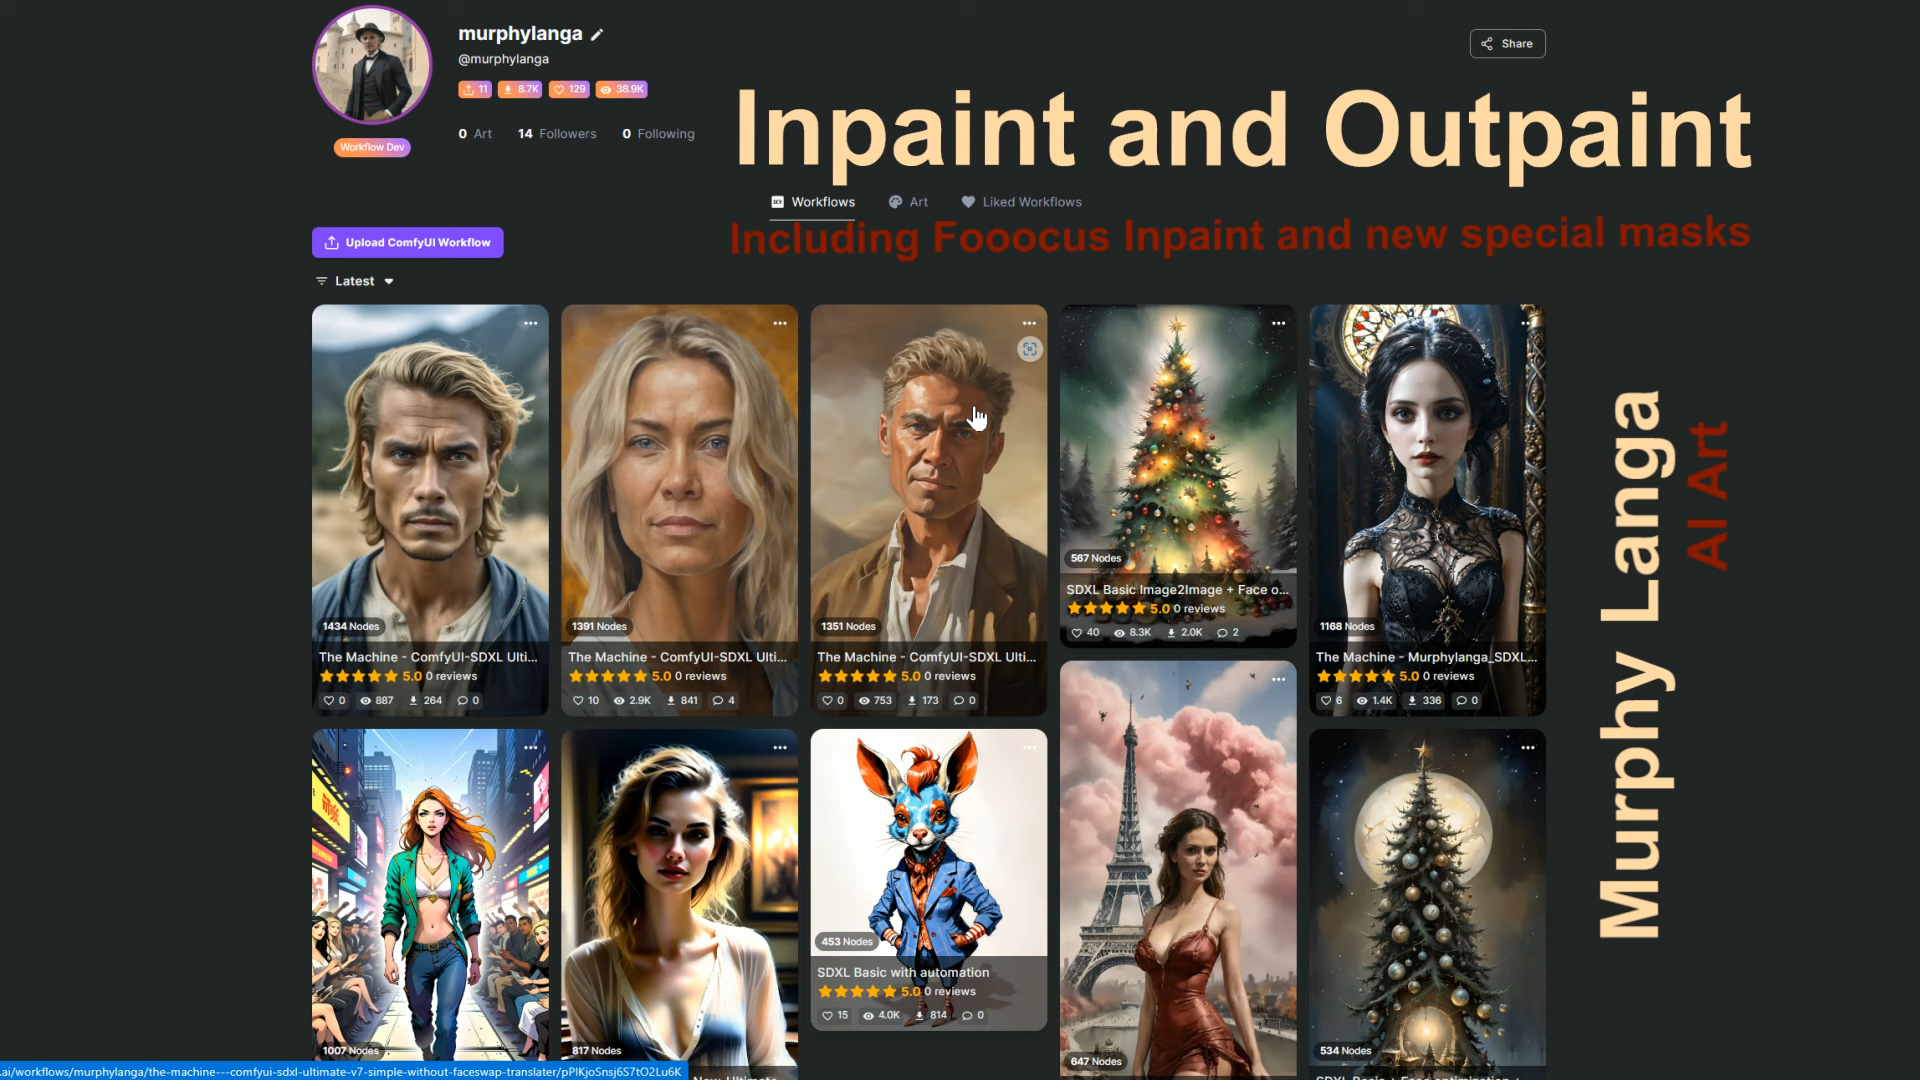 murphylanga
@murphylanga
11 8.7K 129 38.9K
0 Art 14 Followers 0 Following
Workflow Dev
Share
Inpaint and Outpaint
Workflows Art Liked Workflows
Including Fooocus Inpaint and new special masks
Upload ComfyUI Workflow
Latest
1434 Nodes
The Machine - ComfyUI-SDXL Ulti...
5.0 0 reviews
0 887 264 0
1391 Nodes
The Machine - ComfyUI-SDXL Ulti...
5.0 0 reviews
10 2.9K 841 4
1351 Nodes
The Machine - ComfyUI-SDXL Ulti...
5.0 0 reviews
0 753 173 0
567 Nodes
SDXL Basic Image2Image + Face o...
5.0 0 reviews
40 8.3K 2.0K 2
1168 Nodes
The Machine - Murphylanga_SDXL...
5.0 0 reviews
6 1.4K 336 0
Murphy Langa
AI Art
1007 Nodes
817 Nodes
453 Nodes
SDXL Basic with automation
5.0 0 reviews
15 4.0K 814 0
647 Nodes
534 Nodes
.ai/workflows/murphylanga/the-machine---comfyui-sdxl-ultimate-v7-simple-without-faceswap-translater/pPIKjoSnsj6S7tO2Lu6K